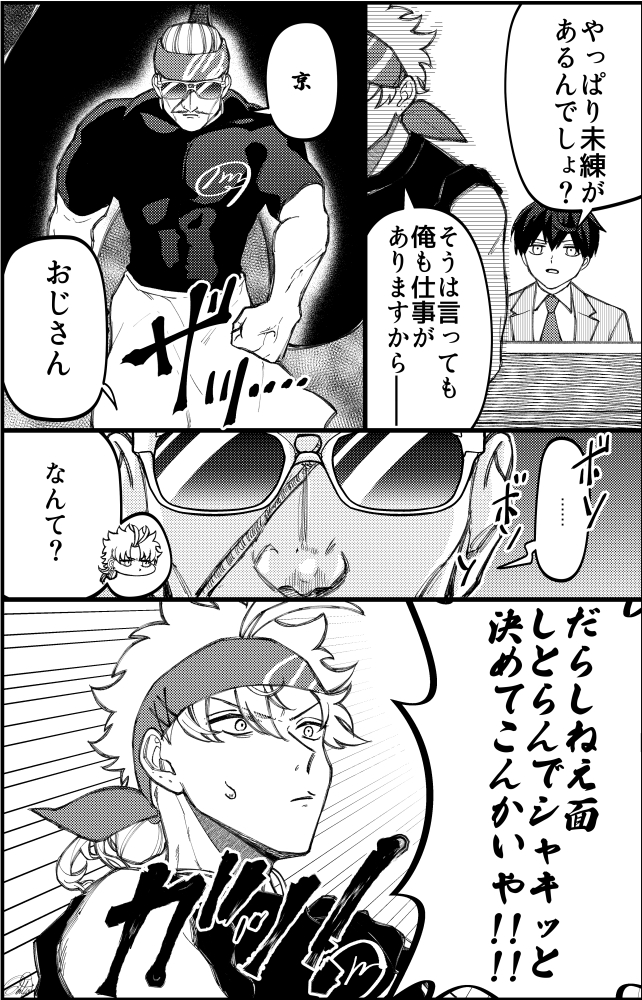 やっぱり未練が
あるんでしょ？
そうは言っても
俺も仕事が
ありますから――
京
ザッ‥‥‥
おじさん
ボソ
ボソッ
……
なんて？
だらしねえ面
しとらんでシャキッと
決めてこんかいや!!!!
ガッッ!!